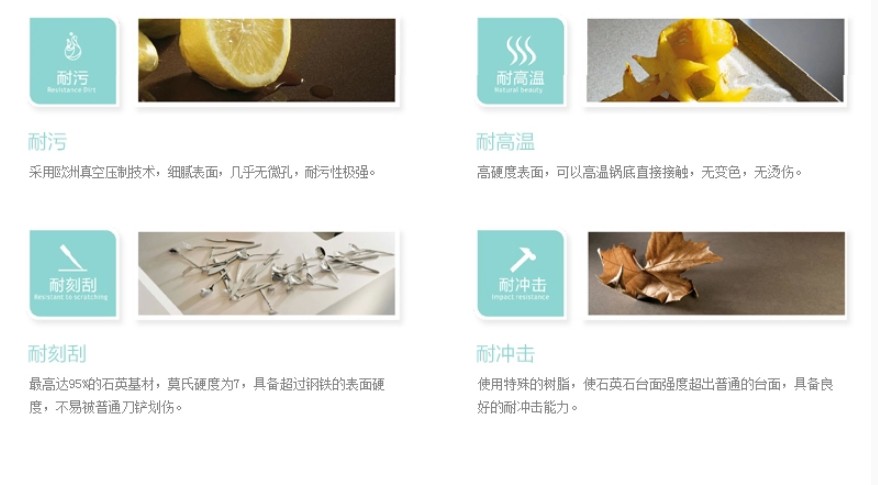 耐污
Resistance Dirt
耐高温
Natural beauty
耐污
采用欧洲真空压制技术，细腻表面，几乎无微孔，耐污性极强。
耐高温
高硬度表面，可以高温锅底直接接触，无变色，无烫伤。
耐刻刮
Resistant to scratching
耐冲击
Impact resistance
耐刻刮
最高达95%的石英基材，莫氏硬度为7，具备超过钢铁的表面硬
度，不易被普通刀铲划伤。
耐冲击
使用特殊的树脂，使石英石台面强度超出普通的台面，具备良
好的耐冲击能力。